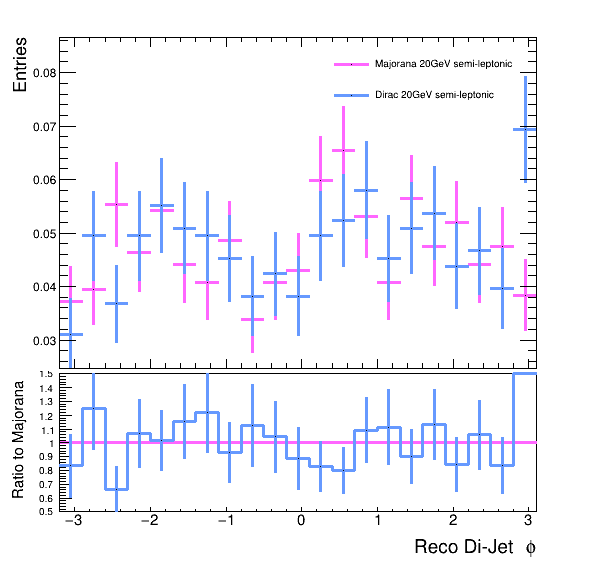 Entries
Majorana 20GeV semi-leptonic
Dirac 20GeV semi-leptonic
0.08
0.07
0.06
0.05
0.04
0.03
Ratio to Majorana
1.5
1.4
1.3
1.2
1.1
1
0.9
0.8
0.7
0.6
0.5
−3 −2 −1 0 1 2 3
Reco Di-Jet ϕ